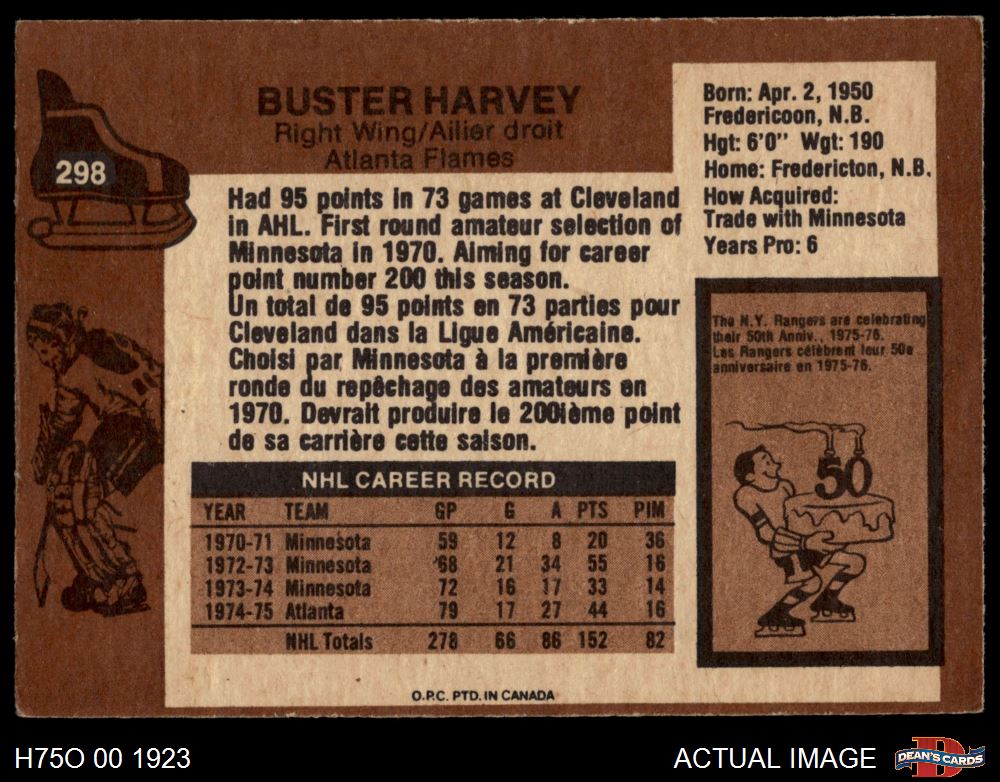 BUSTER HARVEY
Right Wing/Ailier droit
Atlanta Flames
298
Had 95 points in 73 games at Cleveland
in AHL. First round amateur selection of
Minnesota in 1970. Aiming for career
point number 200 this season.
Un total de 95 points en 73 parties pour
Cleveland dans la Ligue Américaine.
Choisi par Minnesota à la première
ronde du repêchage des amateurs en
1970. Devrait produire le 200ième point
de sa carrière cette saison.
Born: Apr. 2, 1950
Fredericoon, N.B.
Hgt: 6'0" Wgt: 190
Home: Fredericton, N.B.
How Acquired:
Trade with Minnesota
Years Pro: 6
The N.Y. Rangers are celebrating
their 50th Anniv., 1975-76.
Les Rangers célèbrent leur 50e
anniversaire en 1975-76.
50
NHL CAREER RECORD
YEAR TEAM GP G A PTS PIM
1970-71 Minnesota 59 12 8 20 36
1972-73 Minnesota 68 21 34 55 16
1973-74 Minnesota 72 16 17 33 14
1974-75 Atlanta 79 17 27 44 16
NHL Totals 278 66 86 152 82
O.P.C. PTD. IN CANADA
H75O 00 1923
ACTUAL IMAGE
D
DEAN'S CARDS